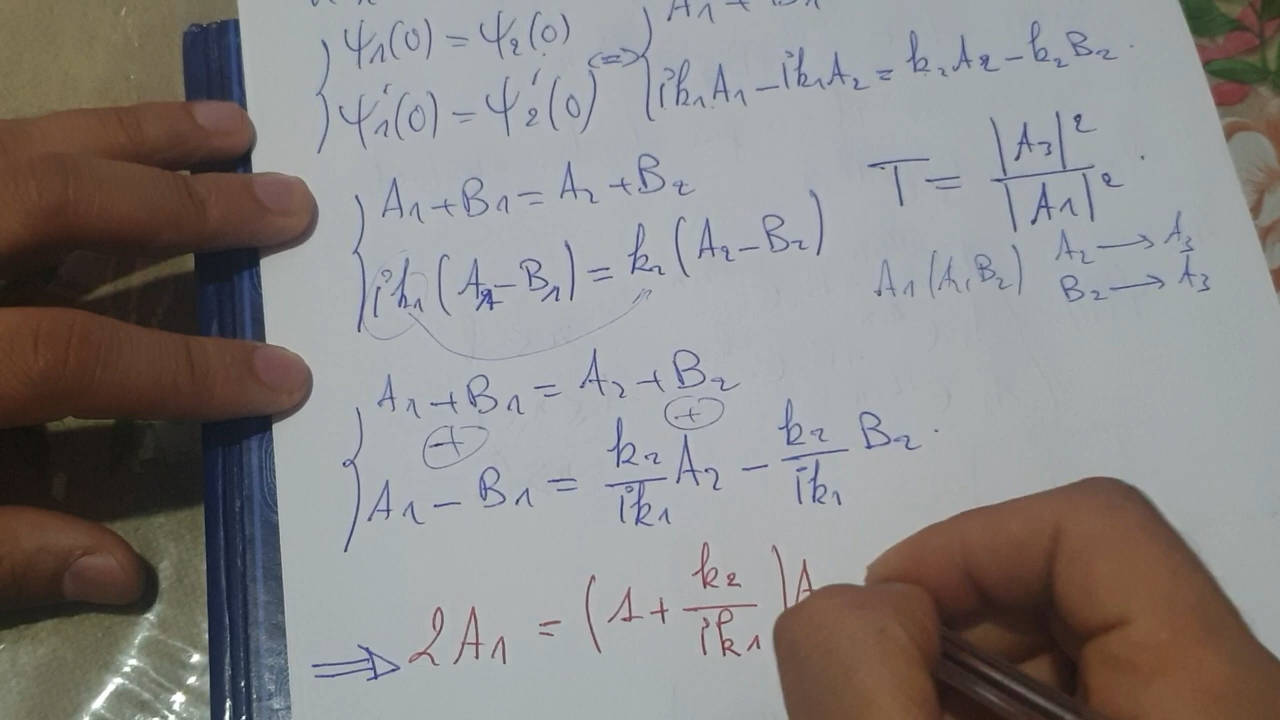 ψ1(0) = ψ2(0)
ψ'1(0) = ψ'2(0) <=> ik1A1 - ik1A2 = k2A2 - k2B2.
A1 + B1 = A2 + B2
ik1(A1 - B1) = k2(A2 - B2)
T = |A3|² / |A1|².
A1(A2, B2) A2 → A3
B2 → A3
A1 + B1 = A2 + B2
(+) (+)
A1 - B1 = k2/ik1 A2 - k2/ik1 B2.
⇒ 2A1 = (1 + k2/ik1)A